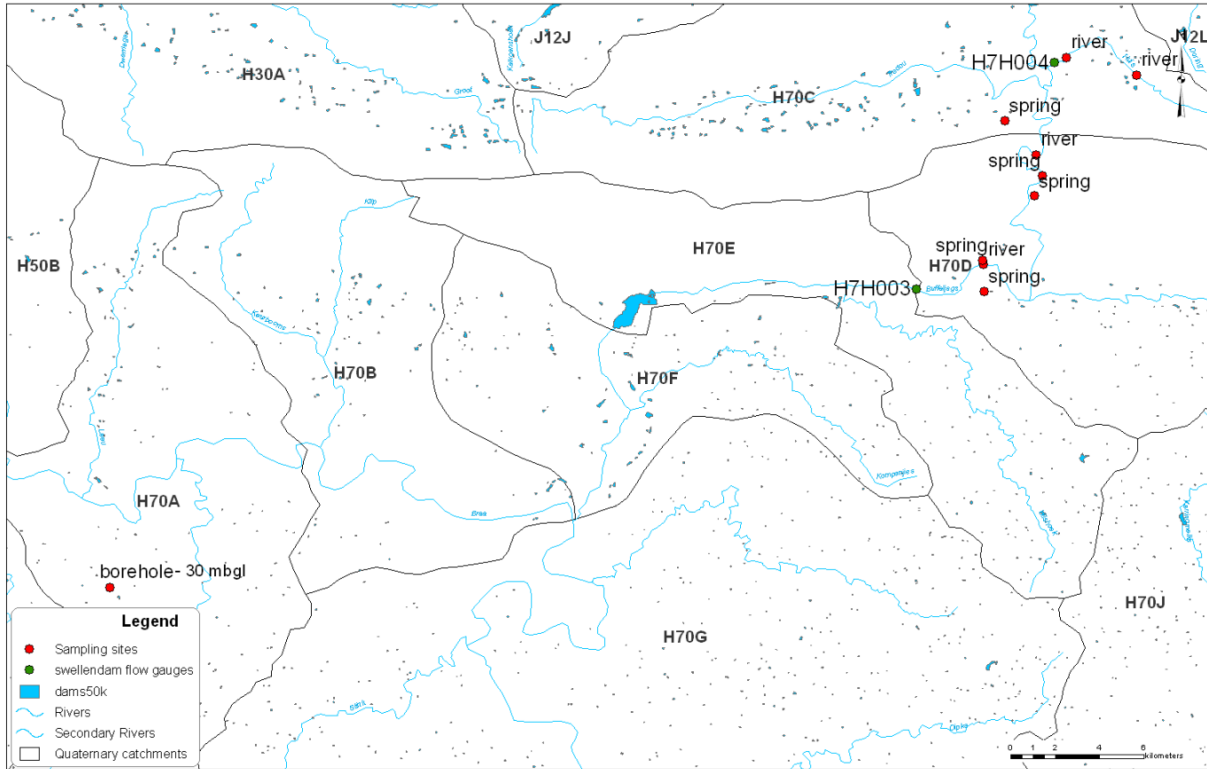 J12J
J12L
river
H7H004
river
H30A
Groot
H70C
spring
river
spring
spring
Klip
H70E
spring
river
H50B
H70D
spring
H7H003
Buffeljags
H70B
H70F
Bree
H70A
borehole- 30 mbgl
H70J
H70G
Legend
Sampling sites
swellendam flow gauges
dams50k
Rivers
Secondary Rivers
Quaternary catchments
0 1 2 4 6
kilometers